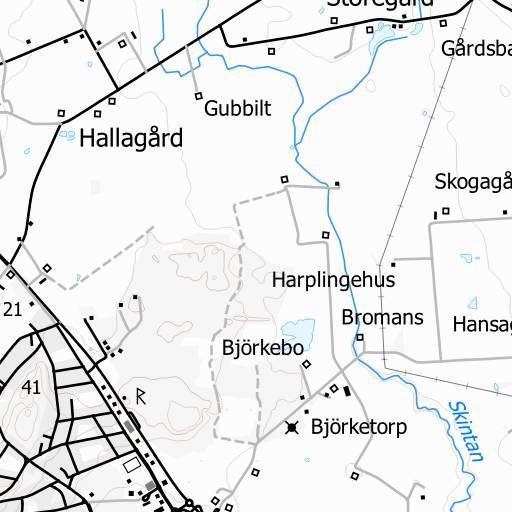 Storegård
Gårdsba
Gubbilt
Hallagård
Skogagå
Harplingehus
21
Bromans
Hansag
Björkebo
41
Björketorp
Skintan